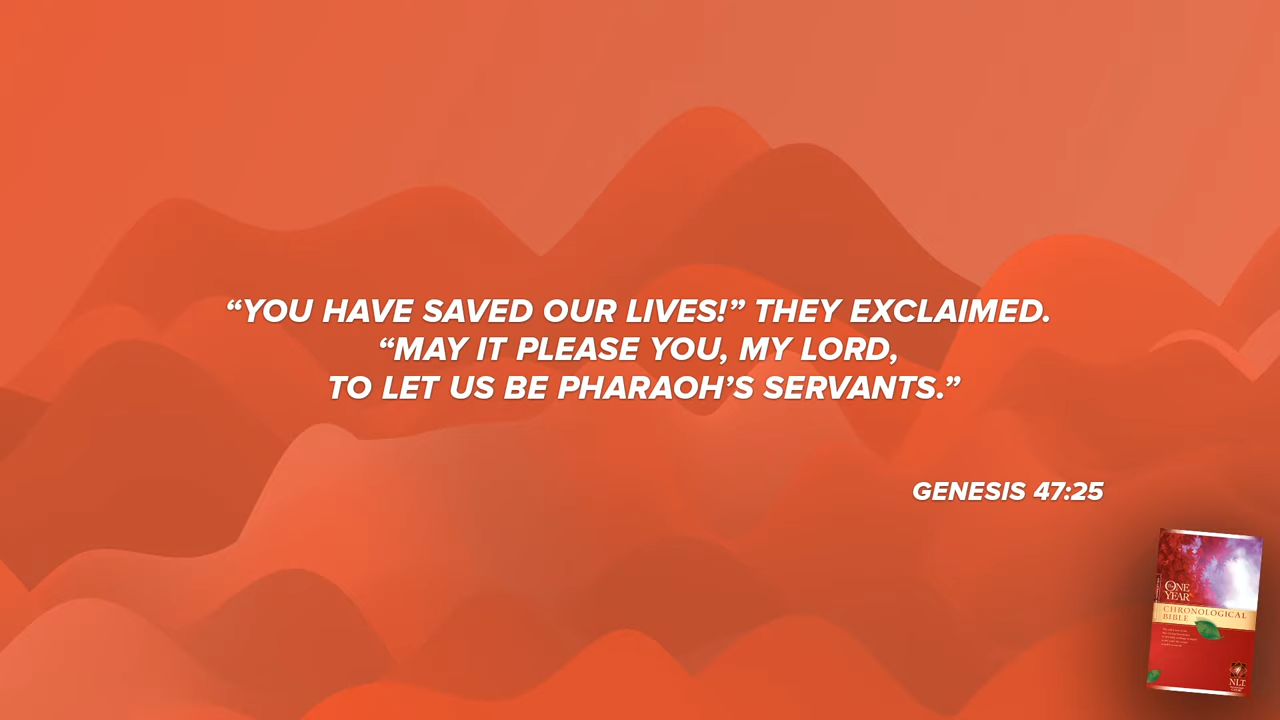 “YOU HAVE SAVED OUR LIVES!” THEY EXCLAIMED.
“MAY IT PLEASE YOU, MY LORD,
TO LET US BE PHARAOH’S SERVANTS.”
GENESIS 47:25
ONE
YEAR
CHRONOLOGICAL
BIBLE
NLT